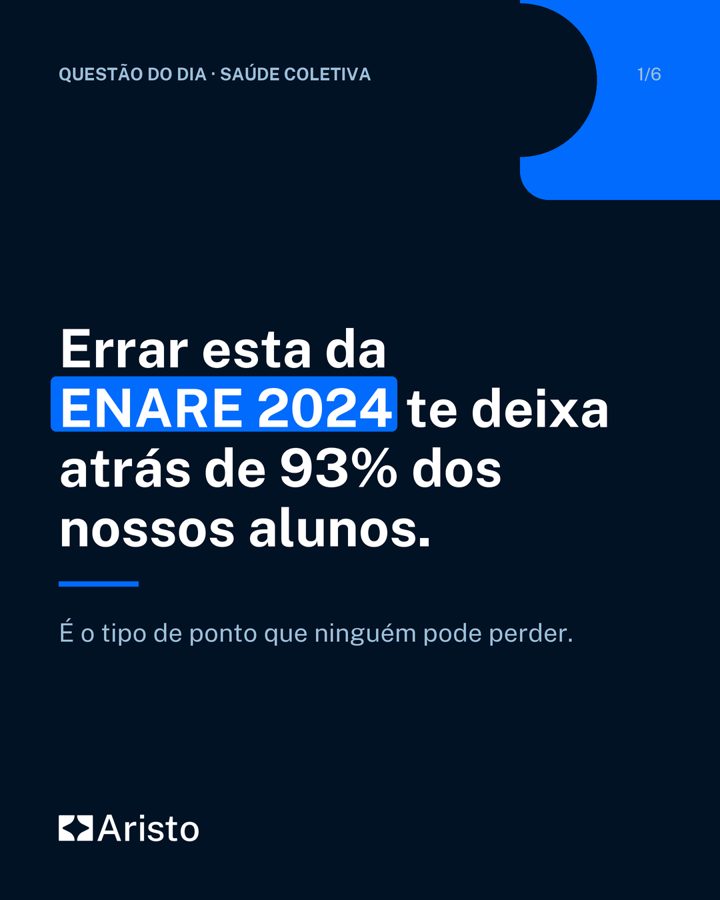 QUESTÃO DO DIA · SAÚDE COLETIVA
1/6
Errar esta da
ENARE 2024 te deixa
atrás de 93% dos
nossos alunos.
É o tipo de ponto que ninguém pode perder.
Aristo